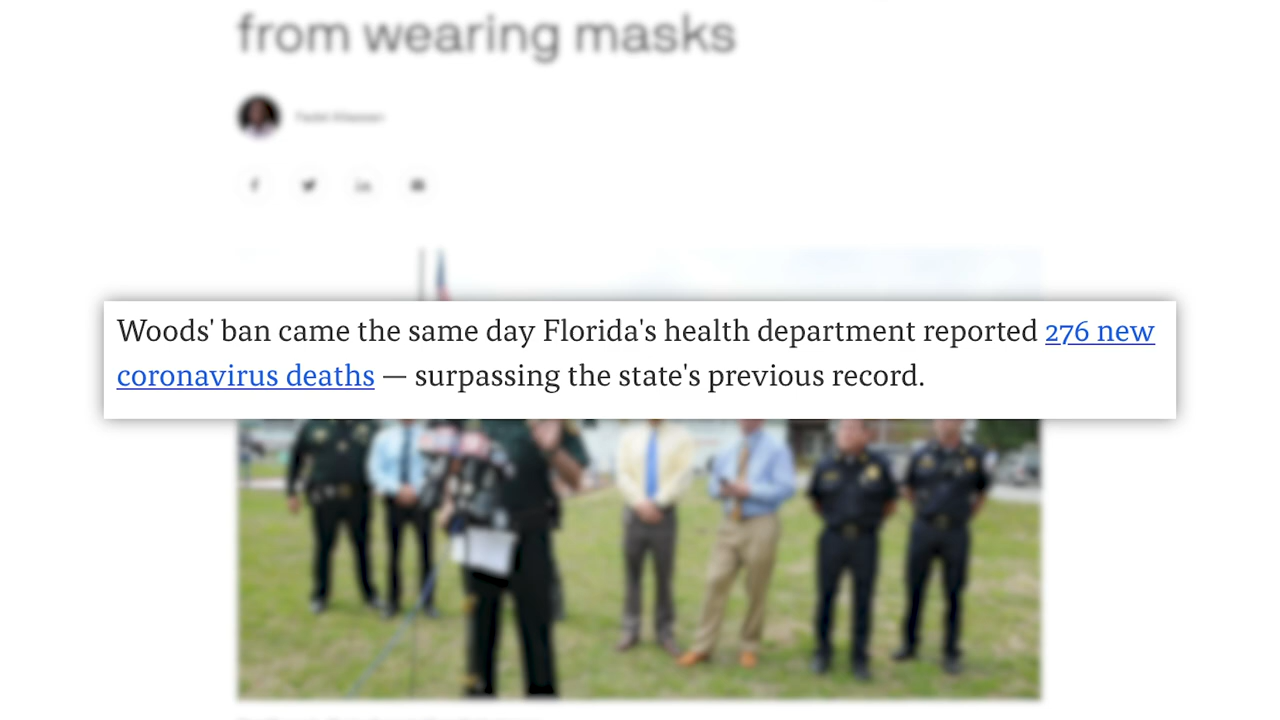 from wearing masks
Woods' ban came the same day Florida's health department reported 276 new
coronavirus deaths — surpassing the state's previous record.